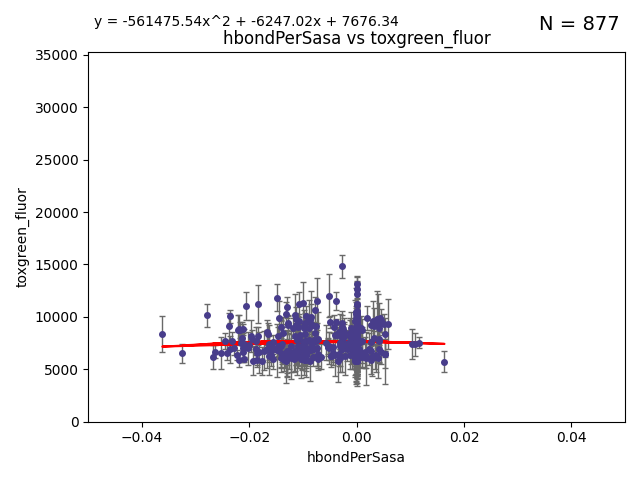 y = -561475.54x^2 + -6247.02x + 7676.34
N = 877
hbondPerSasa vs toxgreen_fluor
35000
30000
25000
20000
15000
10000
5000
0
toxgreen_fluor
−0.04 −0.02 0.00 0.02 0.04
hbondPerSasa